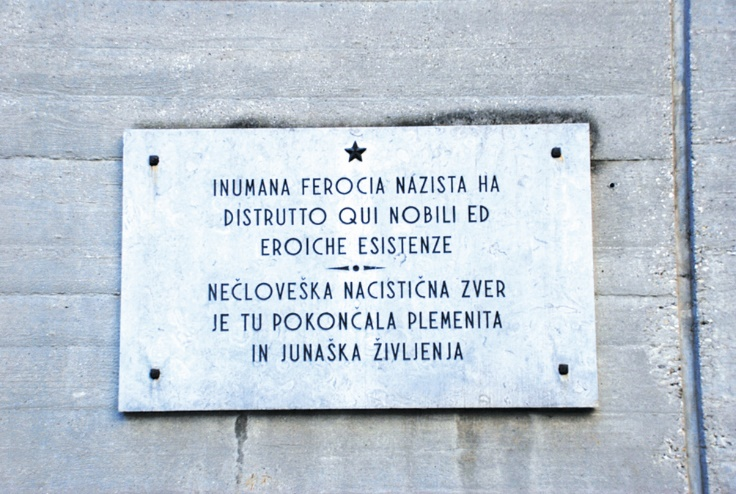 INUMANA FEROCIA NAZISTA HA
DISTRUTTO QUI NOBILI ED
EROICHE ESISTENZE
NEČLOVEŠKA NACISTIČNA ZVER
JE TU POKONČALA PLEMENITA
IN JUNAŠKA ŽIVLJENJA